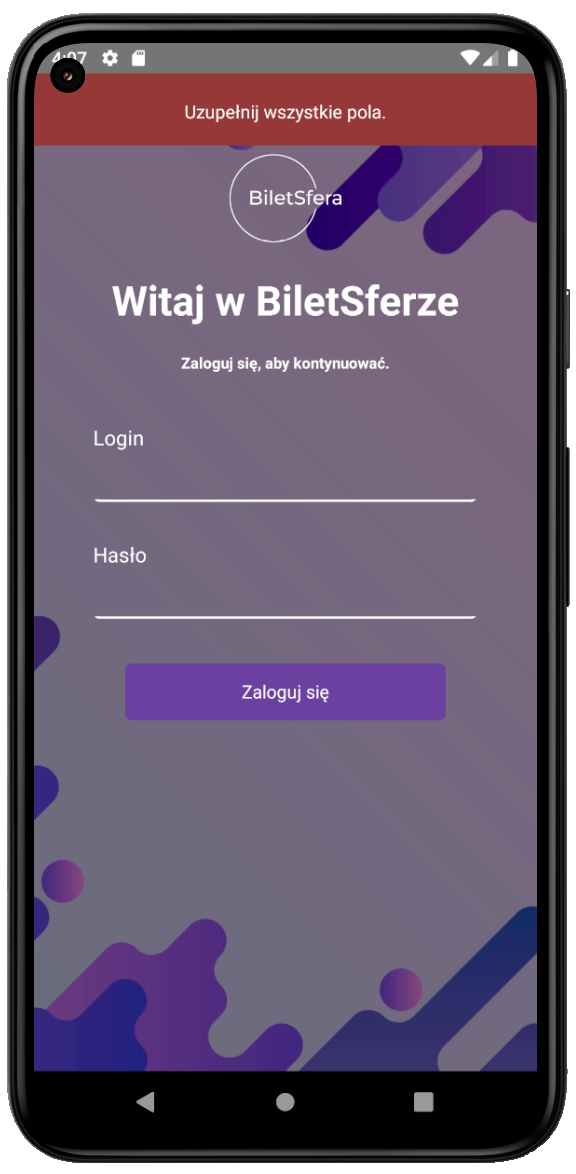 4:07
Uzupełnij wszystkie pola.
BiletSfera
Witaj w BiletSferze
Zaloguj się, aby kontynuować.
Login
Hasło
Zaloguj się